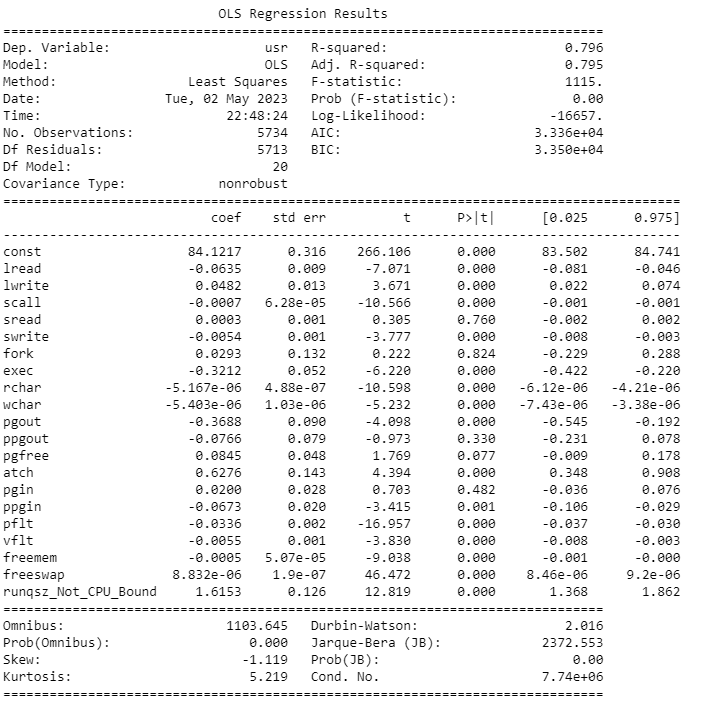 OLS Regression Results
==============================================================================
Dep. Variable: usr R-squared: 0.796
Model: OLS Adj. R-squared: 0.795
Method: Least Squares F-statistic: 1115.
Date: Tue, 02 May 2023 Prob (F-statistic): 0.00
Time: 22:48:24 Log-Likelihood: -16657.
No. Observations: 5734 AIC: 3.336e+04
Df Residuals: 5713 BIC: 3.350e+04
Df Model: 20
Covariance Type: nonrobust
========================================================================================
coef std err t P>|t| [0.025 0.975]
----------------------------------------------------------------------------------------
const 84.1217 0.316 266.106 0.000 83.502 84.741
lread -0.0635 0.009 -7.071 0.000 -0.081 -0.046
lwrite 0.0482 0.013 3.671 0.000 0.022 0.074
scall -0.0007 6.28e-05 -10.566 0.000 -0.001 -0.001
sread 0.0003 0.001 0.305 0.760 -0.002 0.002
swrite -0.0054 0.001 -3.777 0.000 -0.008 -0.003
fork 0.0293 0.132 0.222 0.824 -0.229 0.288
exec -0.3212 0.052 -6.220 0.000 -0.422 -0.220
rchar -5.167e-06 4.88e-07 -10.598 0.000 -6.12e-06 -4.21e-06
wchar -5.403e-06 1.03e-06 -5.232 0.000 -7.43e-06 -3.38e-06
pgout -0.3688 0.090 -4.098 0.000 -0.545 -0.192
ppgout -0.0766 0.079 -0.973 0.330 -0.231 0.078
pgfree 0.0845 0.048 1.769 0.077 -0.009 0.178
atch 0.6276 0.143 4.394 0.000 0.348 0.908
pgin 0.0200 0.028 0.703 0.482 -0.036 0.076
ppgin -0.0673 0.020 -3.415 0.001 -0.106 -0.029
pflt -0.0336 0.002 -16.957 0.000 -0.037 -0.030
vflt -0.0055 0.001 -3.830 0.000 -0.008 -0.003
freemem -0.0005 5.07e-05 -9.038 0.000 -0.001 -0.000
freeswap 8.832e-06 1.9e-07 46.472 0.000 8.46e-06 9.2e-06
runqsz_Not_CPU_Bound 1.6153 0.126 12.819 0.000 1.368 1.862
==============================================================================
Omnibus: 1103.645 Durbin-Watson: 2.016
Prob(Omnibus): 0.000 Jarque-Bera (JB): 2372.553
Skew: -1.119 Prob(JB): 0.00
Kurtosis: 5.219 Cond. No. 7.74e+06
==============================================================================